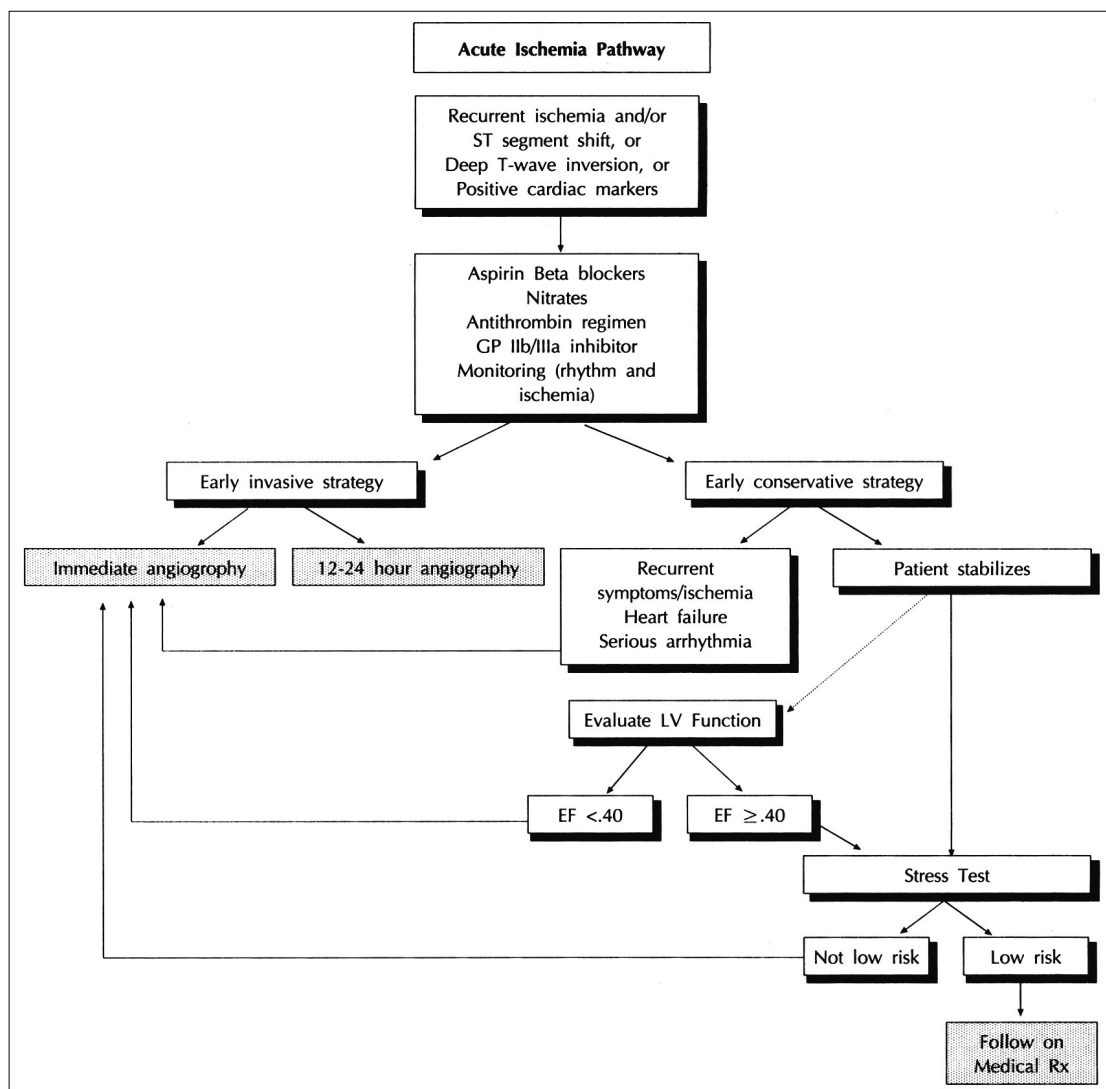 Acute Ischemia Pathway
Recurrent ischemia and/or
ST segment shift, or
Deep T-wave inversion, or
Positive cardiac markers
Aspirin Beta blockers
Nitrates
Antithrombin regimen
GP IIb/IIIa inhibitor
Monitoring (rhythm and
ischemia)
Early invasive strategy
Early conservative strategy
Immediate angiogrophy
12-24 hour angiography
Recurrent
symptoms/ischemia
Heart failure
Serious arrhythmia
Patient stabilizes
Evaluate LV Function
EF <.40
EF ≥.40
Stress Test
Not low risk
Low risk
Follow on
Medical Rx